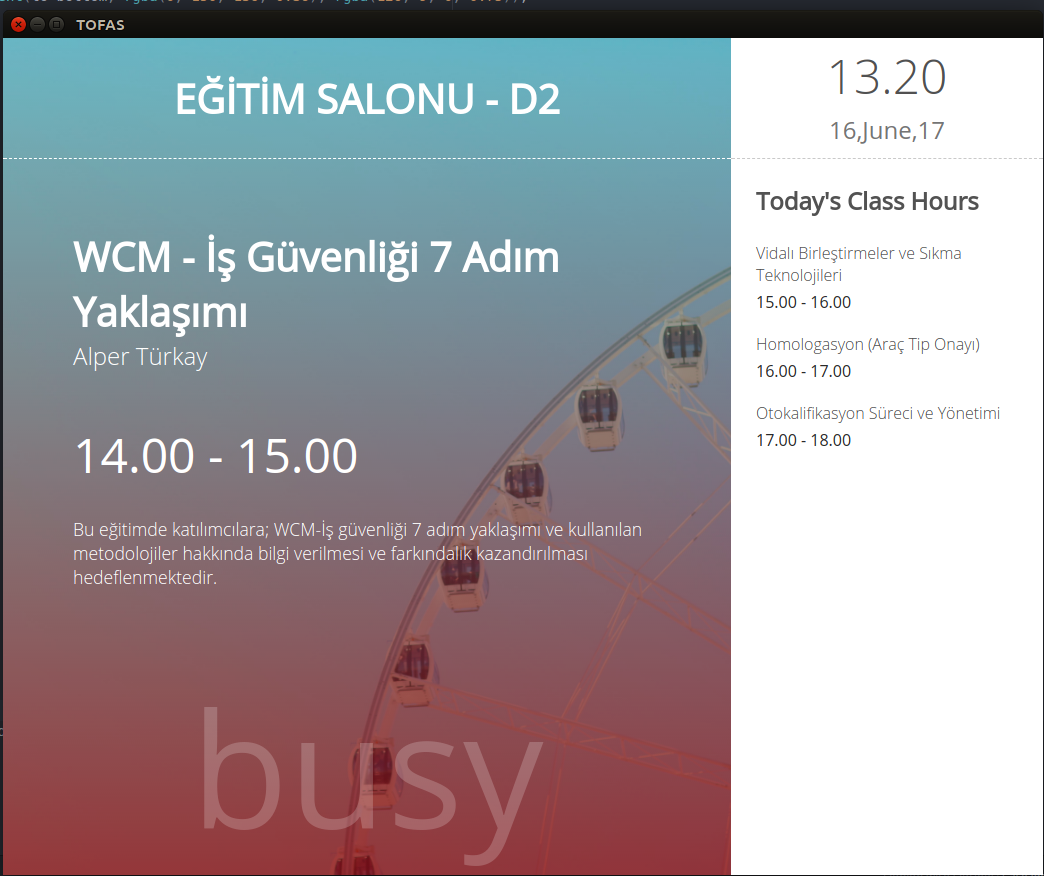 TOFAS
EĞİTİM SALONU - D2
WCM - İş Güvenliği 7 Adım
Yaklaşımı
Alper Türkay
14.00 - 15.00
Bu eğitimde katılımcılara; WCM-İş güvenliği 7 adım yaklaşımı ve kullanılan
metodolojiler hakkında bilgi verilmesi ve farkındalık kazandırılması
hedeflenmektedir.
busy
13.20
16,June,17
Today's Class Hours
Vidalı Birleştirmeler ve Sıkma
Teknolojileri
15.00 - 16.00
Homologasyon (Araç Tip Onayı)
16.00 - 17.00
Otokalifikasyon Süreci ve Yönetimi
17.00 - 18.00